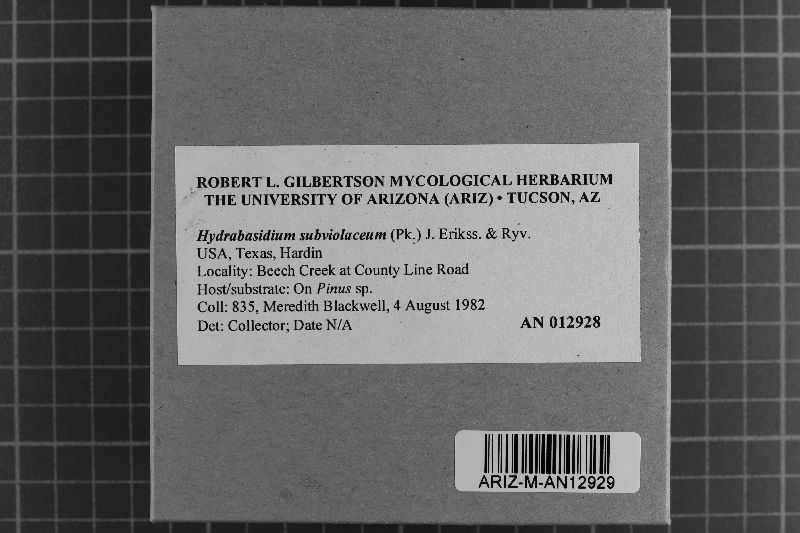 ROBERT L. GILBERTSON MYCOLOGICAL HERBARIUM
THE UNIVERSITY OF ARIZONA (ARIZ) • TUCSON, AZ
Hydrabasidium subviolaceum (Pk.) J. Erikss. & Ryv.
USA, Texas, Hardin
Locality: Beech Creek at County Line Road
Host/substrate: On Pinus sp.
Coll: 835, Meredith Blackwell, 4 August 1982
Det: Collector; Date N/A AN 012928
ARIZ-M-AN12929